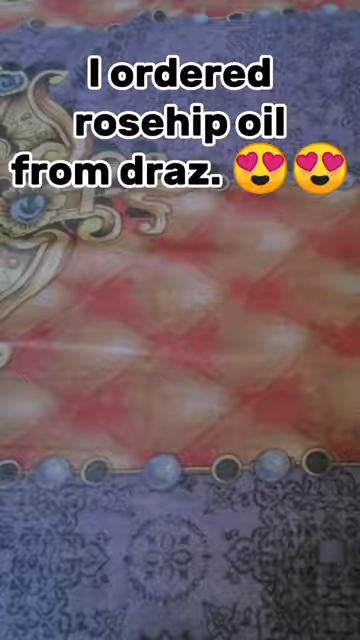 I ordered
rosehip oil
from draz. 😍😍